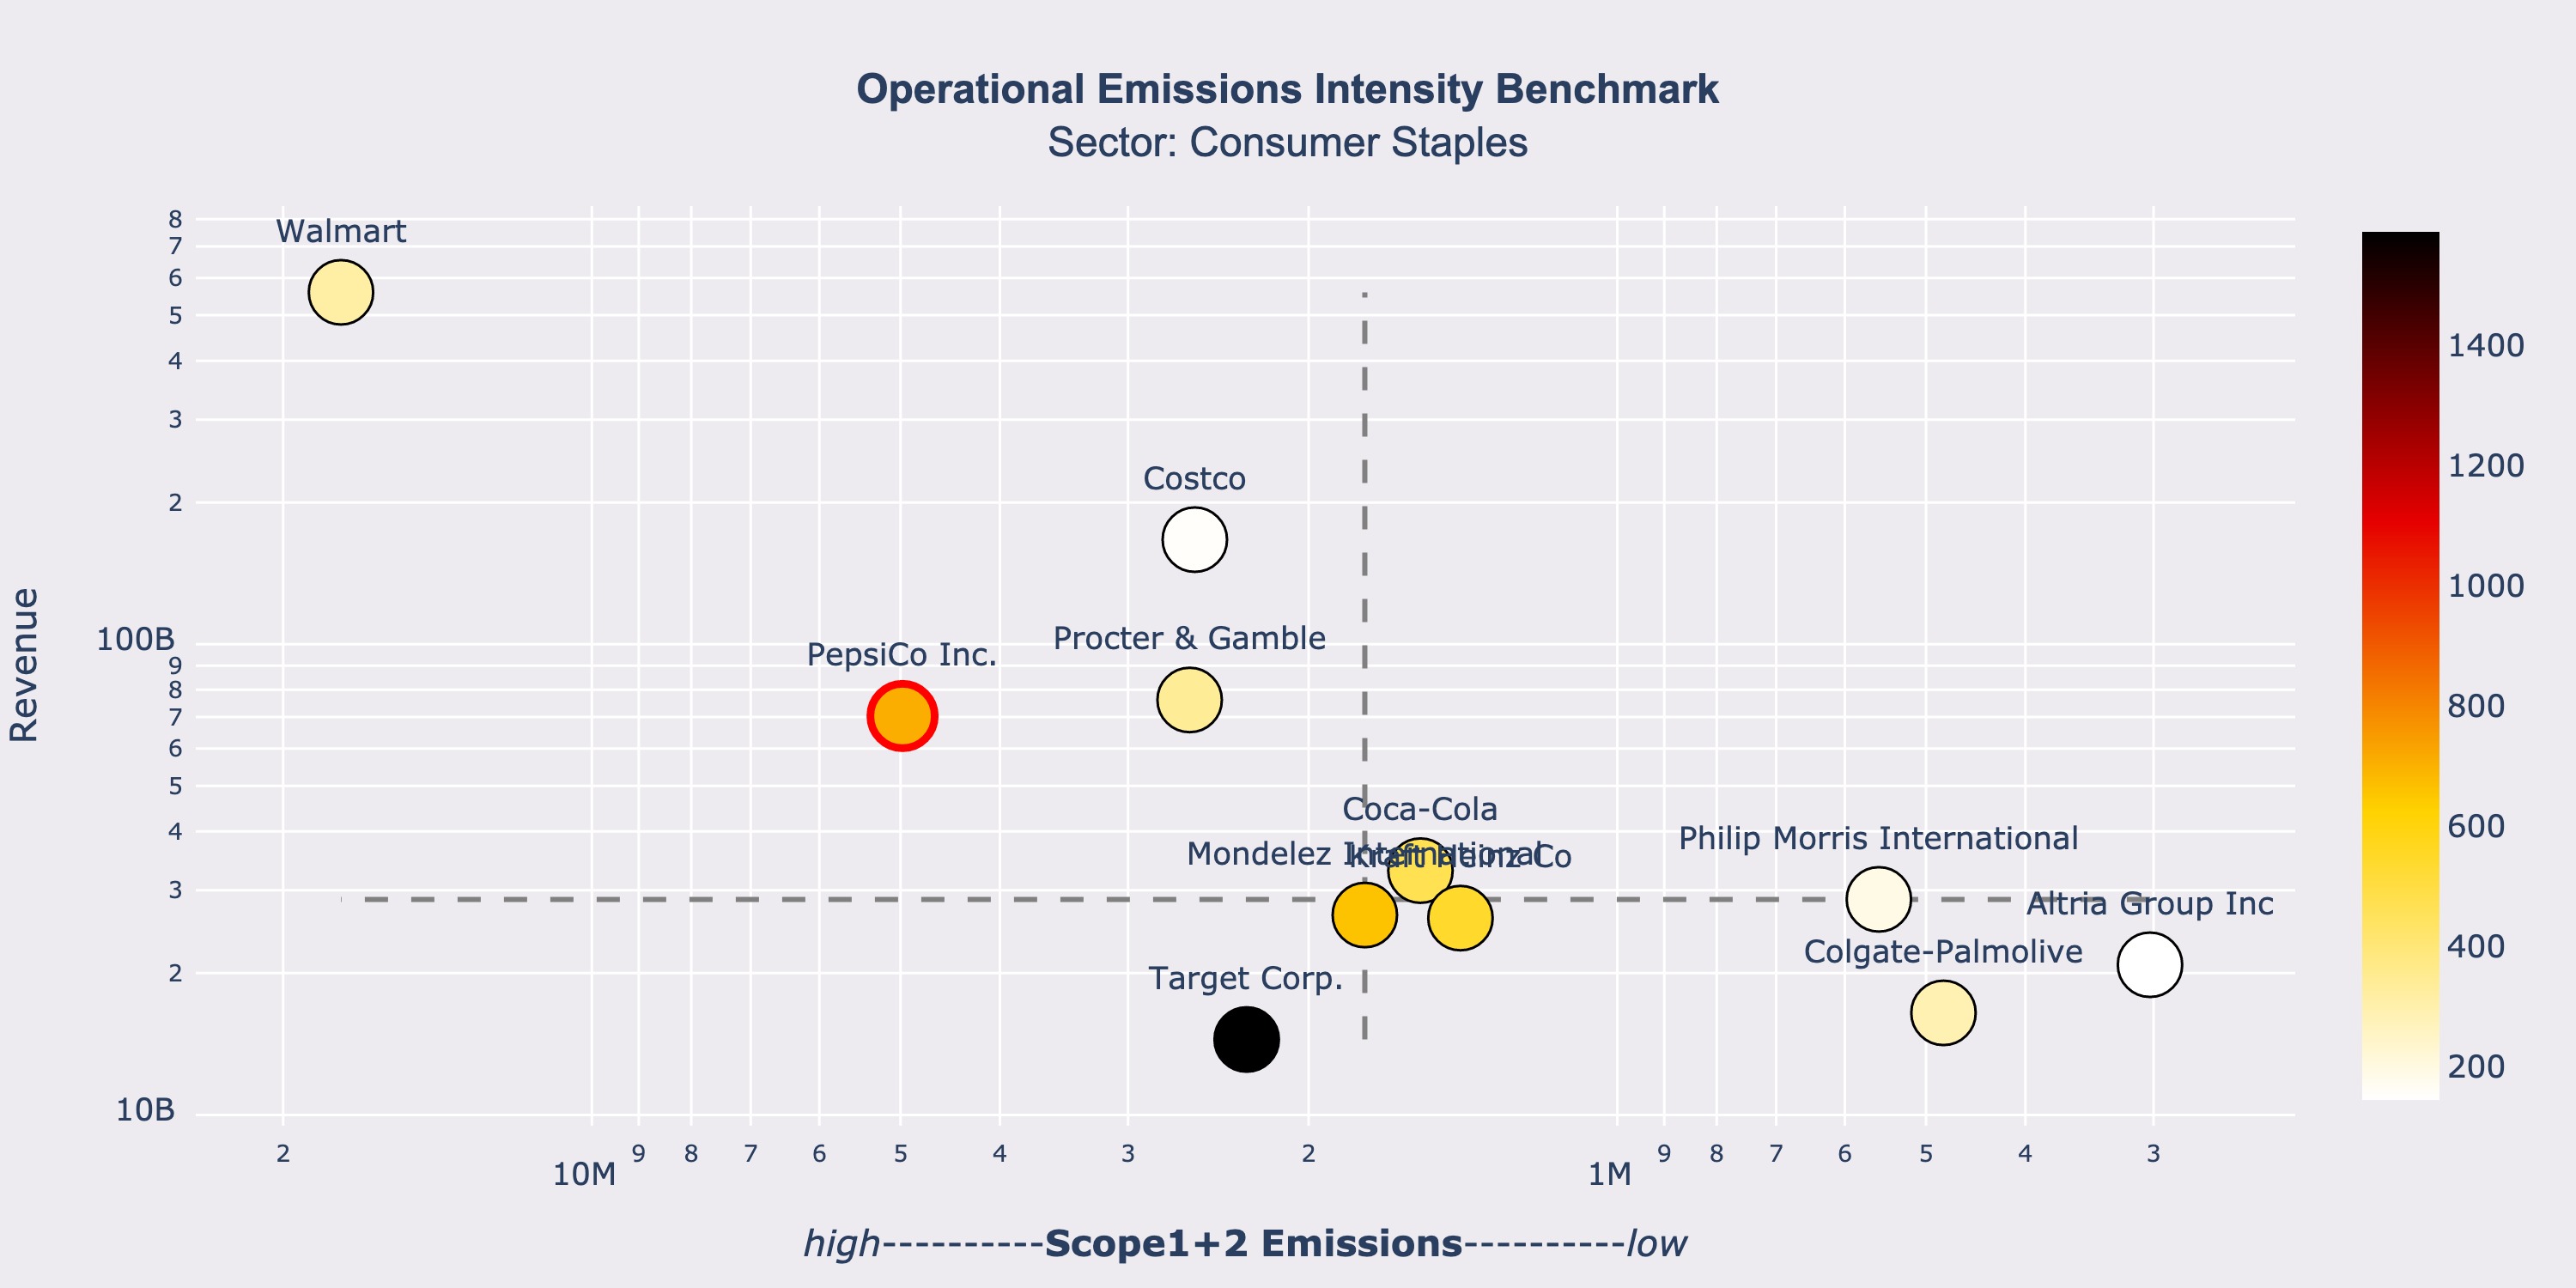 Operational Emissions Intensity Benchmark
Sector: Consumer Staples
8
7
6
5
4
3
2
100B
9
8
7
6
5
4
3
2
10B
Revenue
Walmart
Costco
Procter & Gamble
PepsiCo Inc.
Coca-Cola
Mondelez International
Kraft Heinz Co
Philip Morris International
Altria Group Inc
Colgate-Palmolive
Target Corp.
2
10M
9
8
7
6
5
4
3
2
1M
9
8
7
6
5
4
3
high----------Scope1+2 Emissions----------low
1400
1200
1000
800
600
400
200